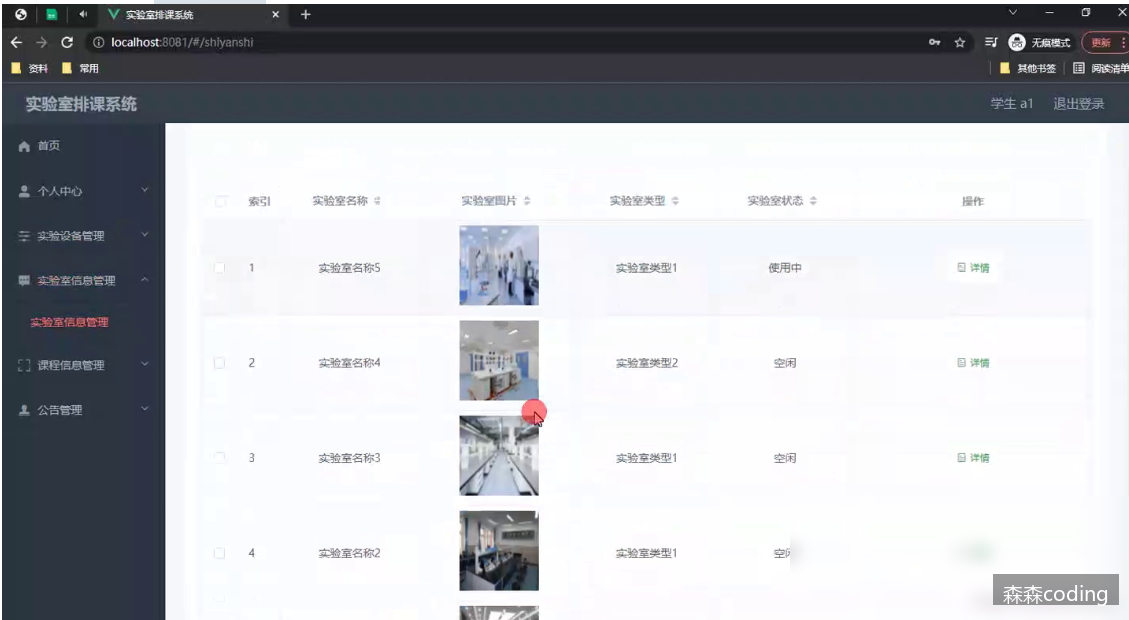 实验室排课系统
localhost:8081/#/shiyanshi
无痕模式
更新
资料
常用
其他书签
阅读清单
实验室排课系统
学生 a1
退出登录
首页
个人中心
实验设备管理
实验室信息管理
实验室信息管理
课程信息管理
公告管理
索引 实验室名称 实验室图片 实验室类型 实验室状态 操作
1 实验室名称5 实验室类型1 使用中 详情
2 实验室名称4 实验室类型2 空闲 详情
3 实验室名称3 实验室类型1 空闲 详情
4 实验室名称2 实验室类型1 空
森森coding